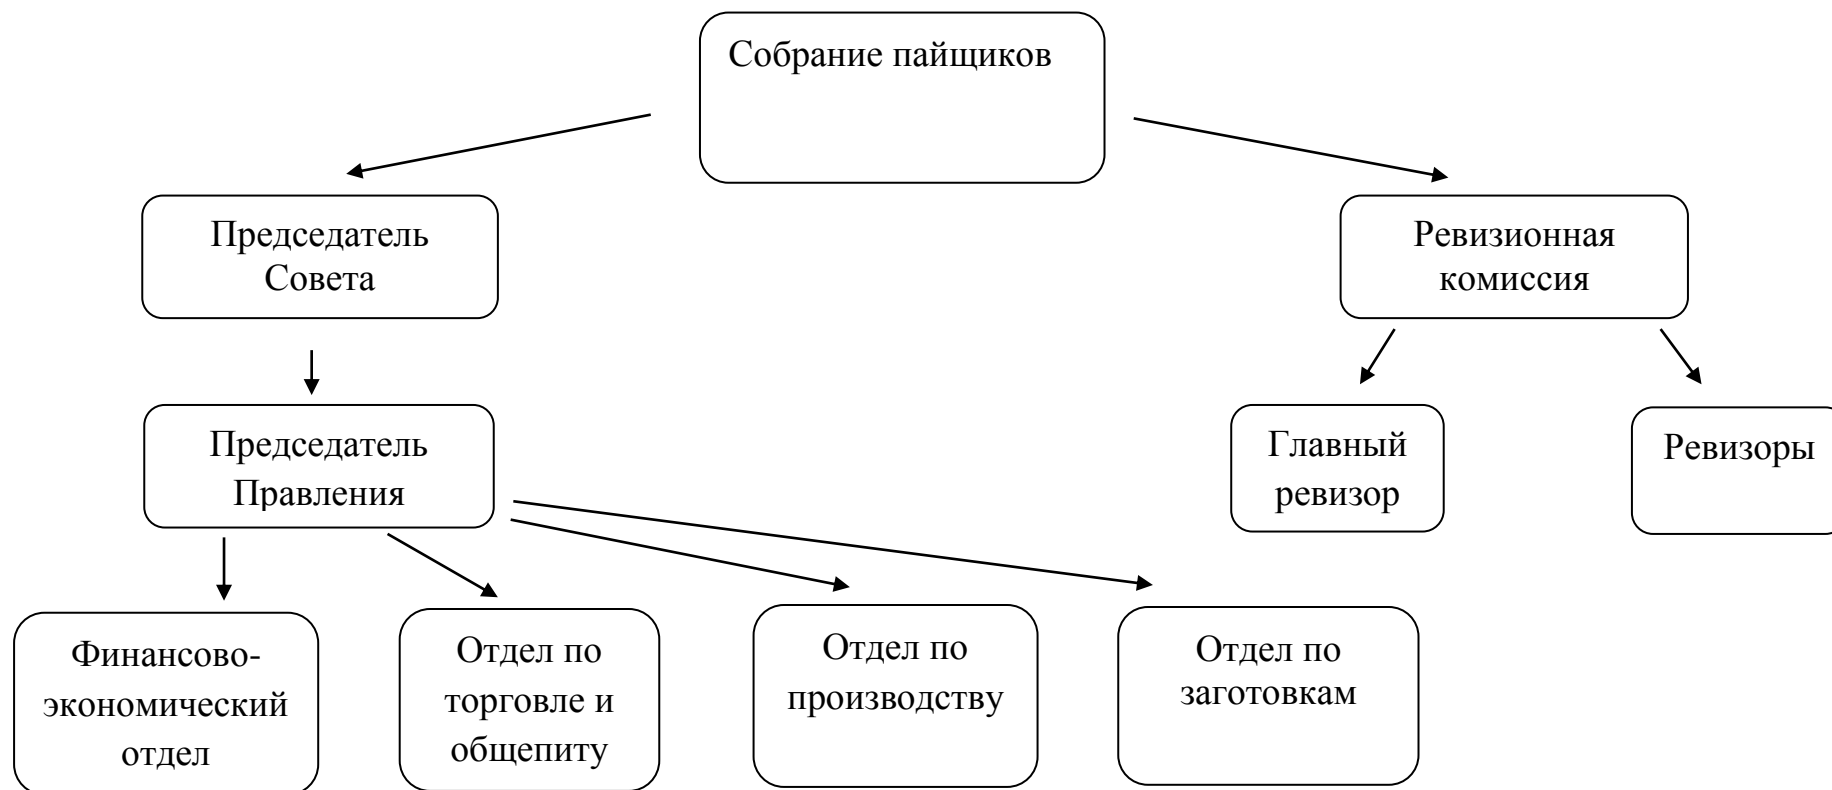 Собрание пайщиков
Председатель
Совета
Ревизионная
комиссия
Председатель
Правления
Главный
ревизор
Ревизоры
Финансово-
экономический
отдел
Отдел по
торговле и
общепиту
Отдел по
производству
Отдел по
заготовкам